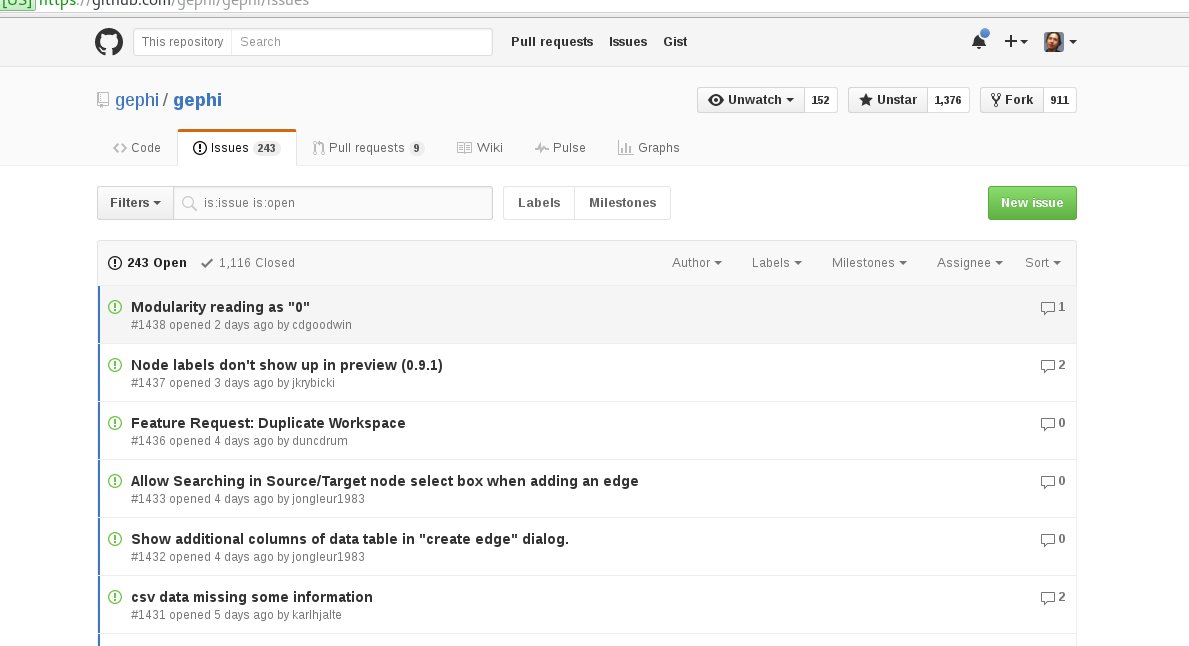 [US] https://github.com/gephi/gephi/issues
This repository Search Pull requests Issues Gist
gephi / gephi Unwatch 152 Unstar 1,376 Fork 911
Code Issues 243 Pull requests 9 Wiki Pulse Graphs
Filters is:issue is:open Labels Milestones New issue
243 Open 1,116 Closed Author Labels Milestones Assignee Sort
Modularity reading as "0" 1
#1438 opened 2 days ago by cdgoodwin
Node labels don't show up in preview (0.9.1) 2
#1437 opened 3 days ago by jkrybicki
Feature Request: Duplicate Workspace 0
#1436 opened 4 days ago by duncdrum
Allow Searching in Source/Target node select box when adding an edge 0
#1433 opened 4 days ago by jongleur1983
Show additional columns of data table in "create edge" dialog. 0
#1432 opened 4 days ago by jongleur1983
csv data missing some information 2
#1431 opened 5 days ago by karlhjalte